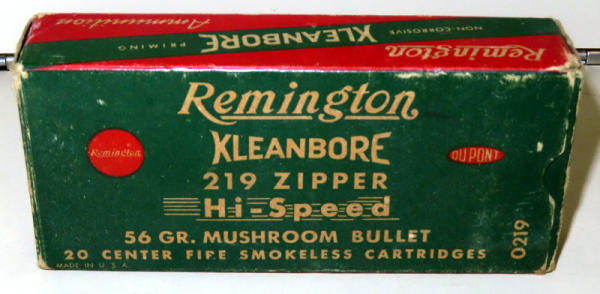 Remington
Ammunition
KLEANBORE
NON-CORROSIVE
PRIMING
Remington
KLEANBORE
Remington
DU PONT
219 ZIPPER
Hi-Speed
56 GR. MUSHROOM BULLET
20 CENTER FIRE SMOKELESS CARTRIDGES
MADE IN U.S.A.
0219